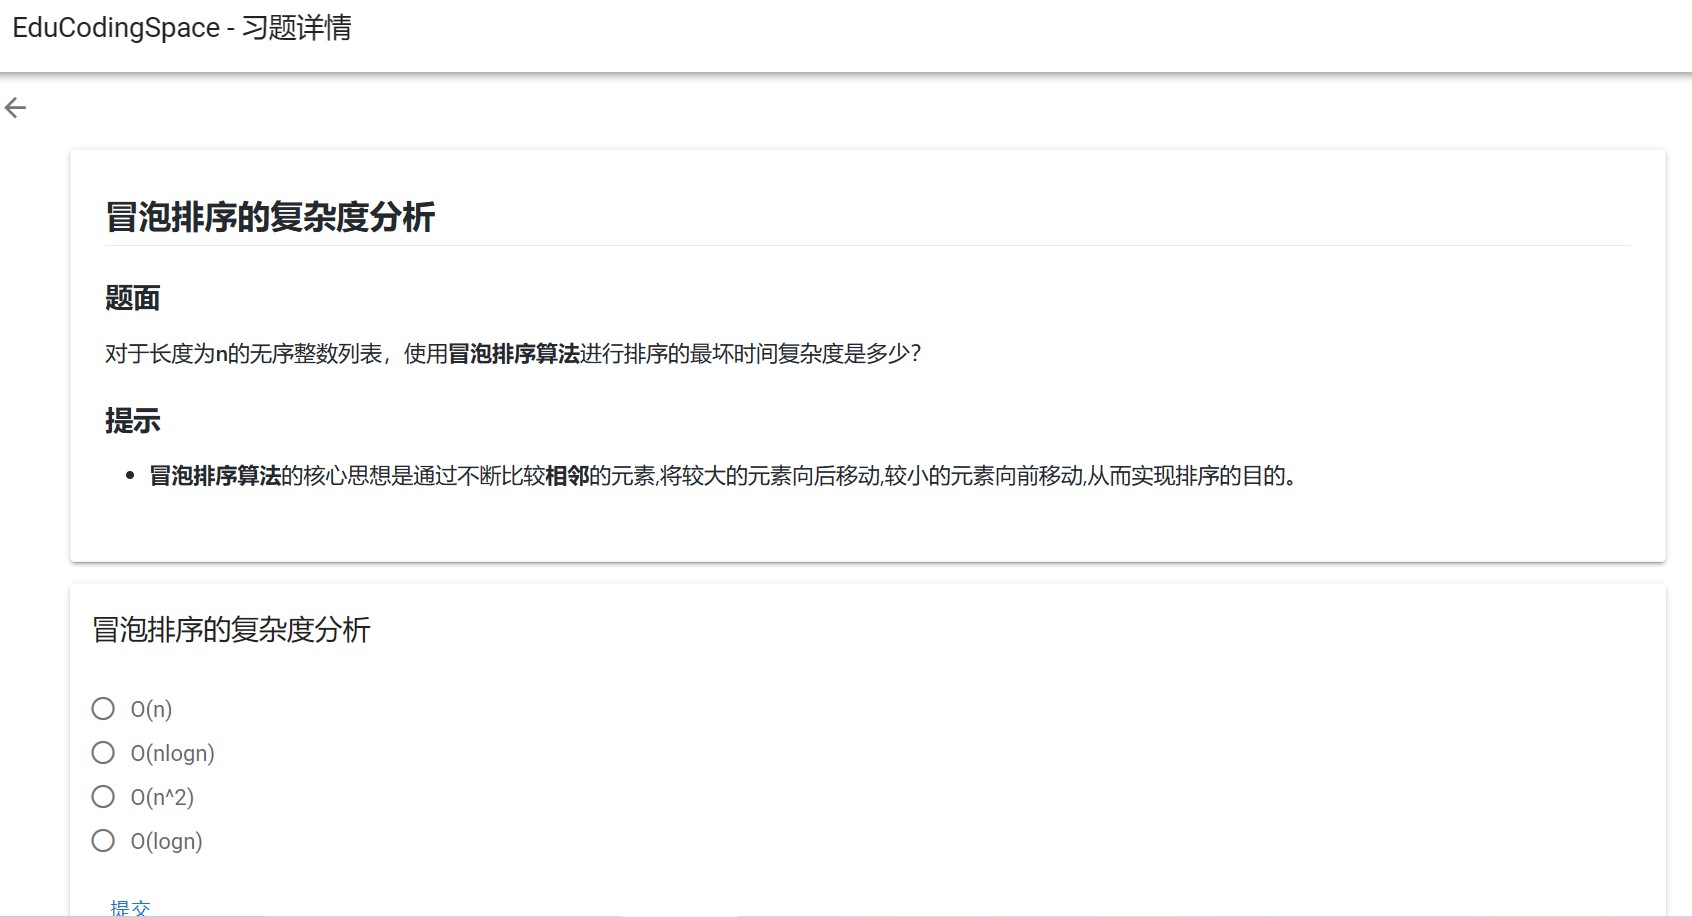 EduCodingSpace - 习题详情
冒泡排序的复杂度分析
题面
对于长度为n的无序整数列表，使用冒泡排序算法进行排序的最坏时间复杂度是多少？
提示
• 冒泡排序算法的核心思想是通过不断比较相邻的元素,将较大的元素向后移动,较小的元素向前移动,从而实现排序的目的。
冒泡排序的复杂度分析
O(n)
O(nlogn)
O(n^2)
O(logn)
提交